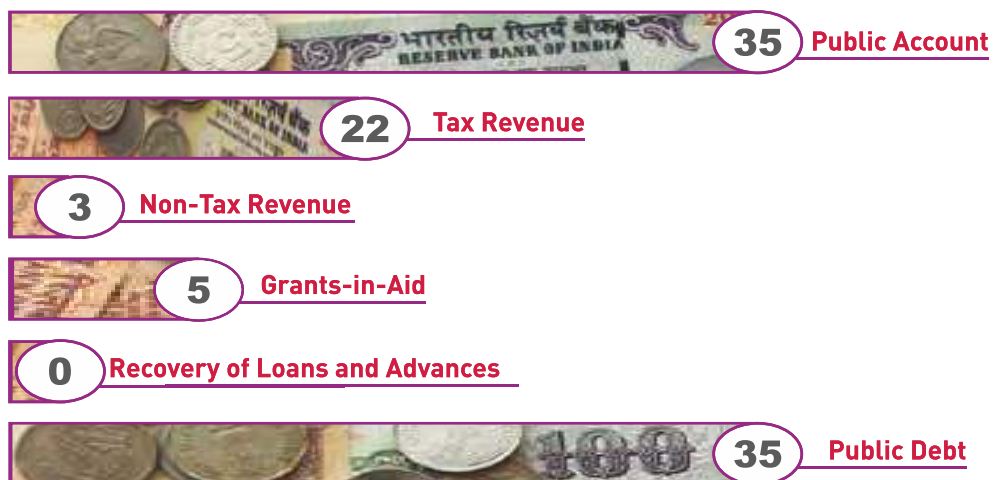 भारतीय रिज़र्व बैंक
RESERVE BANK OF INDIA
35 Public Account
22 Tax Revenue
3 Non-Tax Revenue
5 Grants-in-Aid
0 Recovery of Loans and Advances
100
35 Public Debt